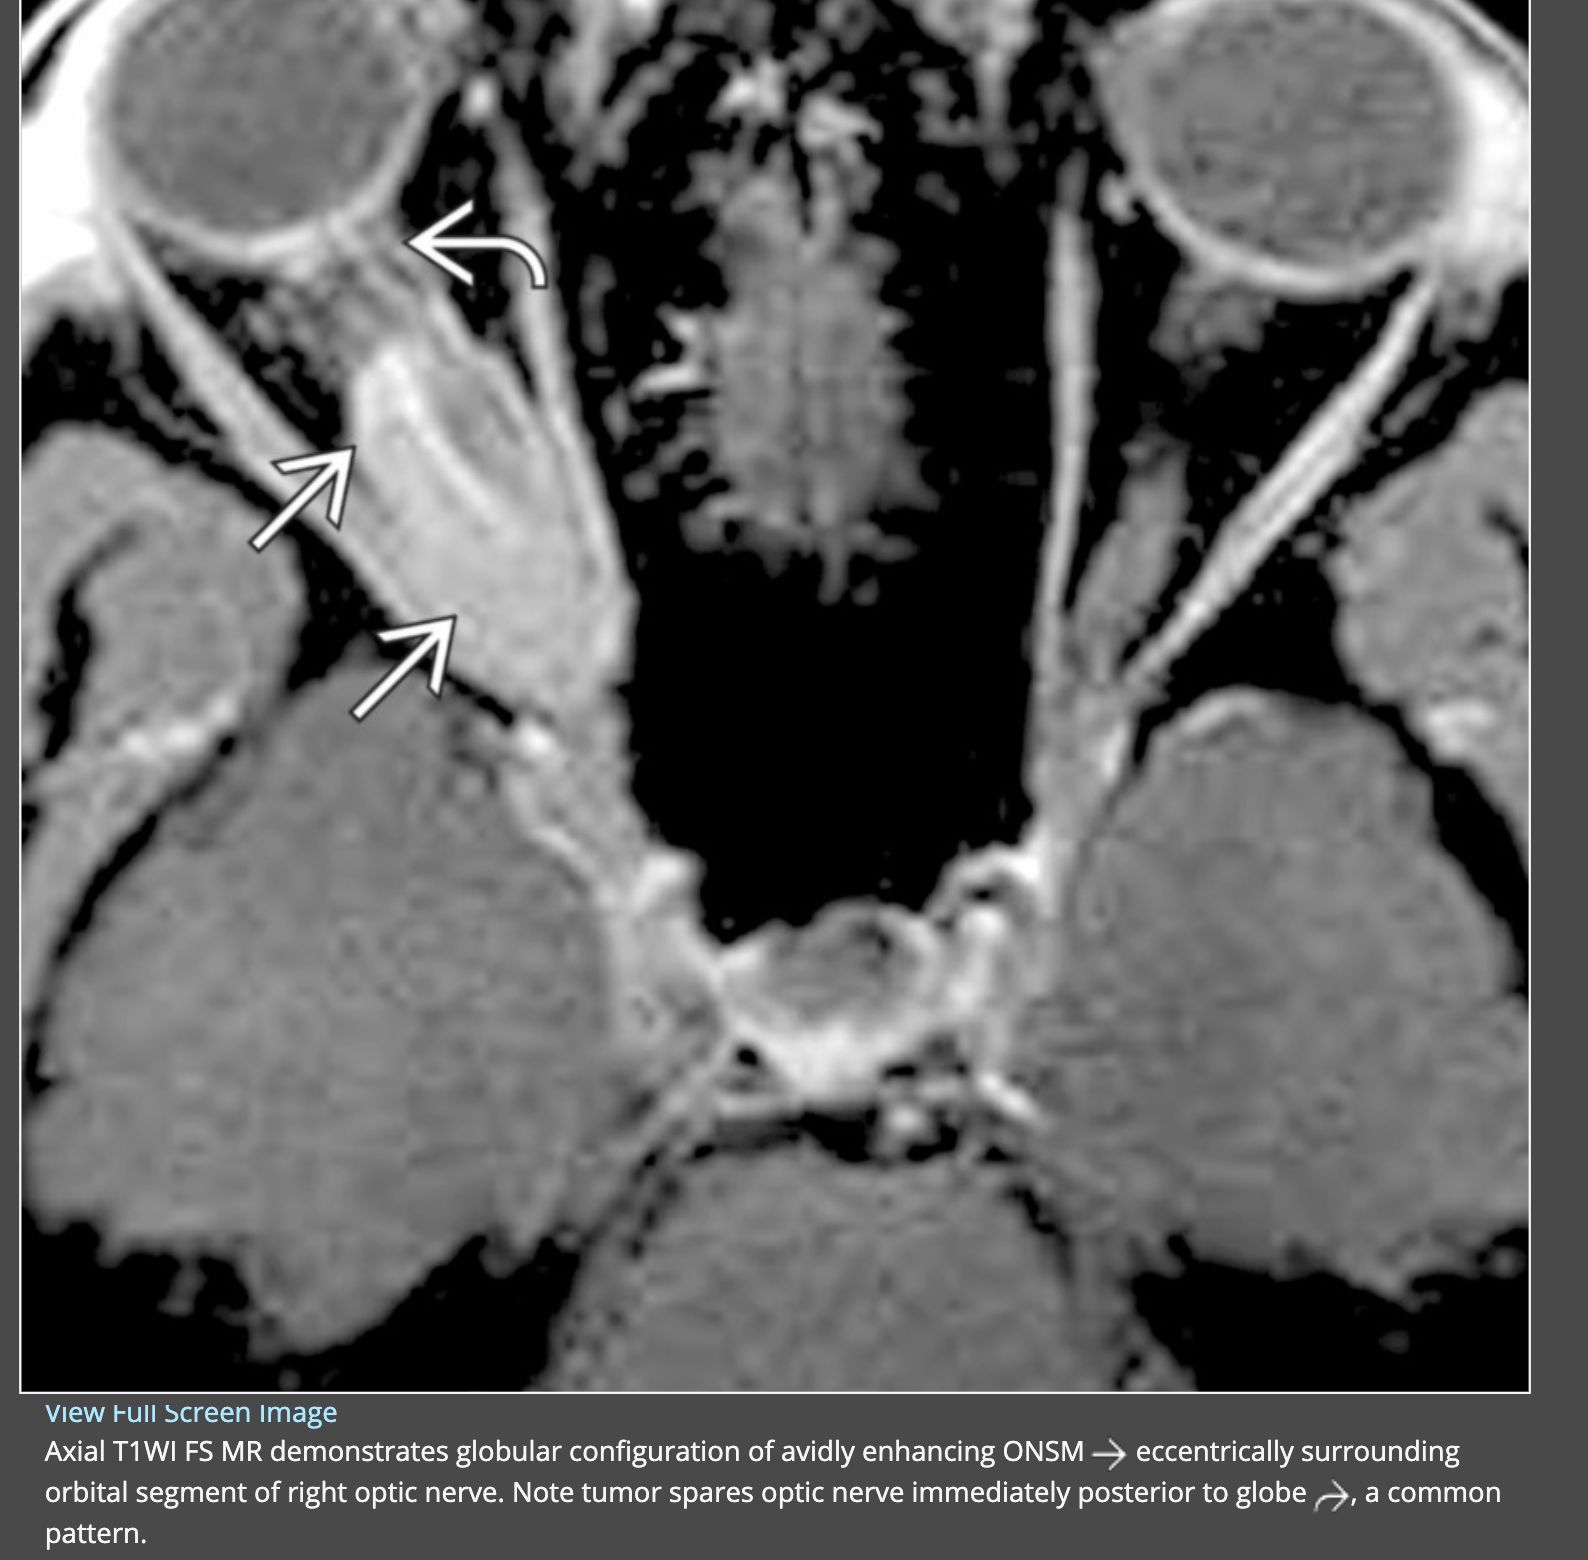 View Full Screen Image
Axial T1WI FS MR demonstrates globular configuration of avidly enhancing ONSM → eccentrically surrounding
orbital segment of right optic nerve. Note tumor spares optic nerve immediately posterior to globe ↷, a common
pattern.